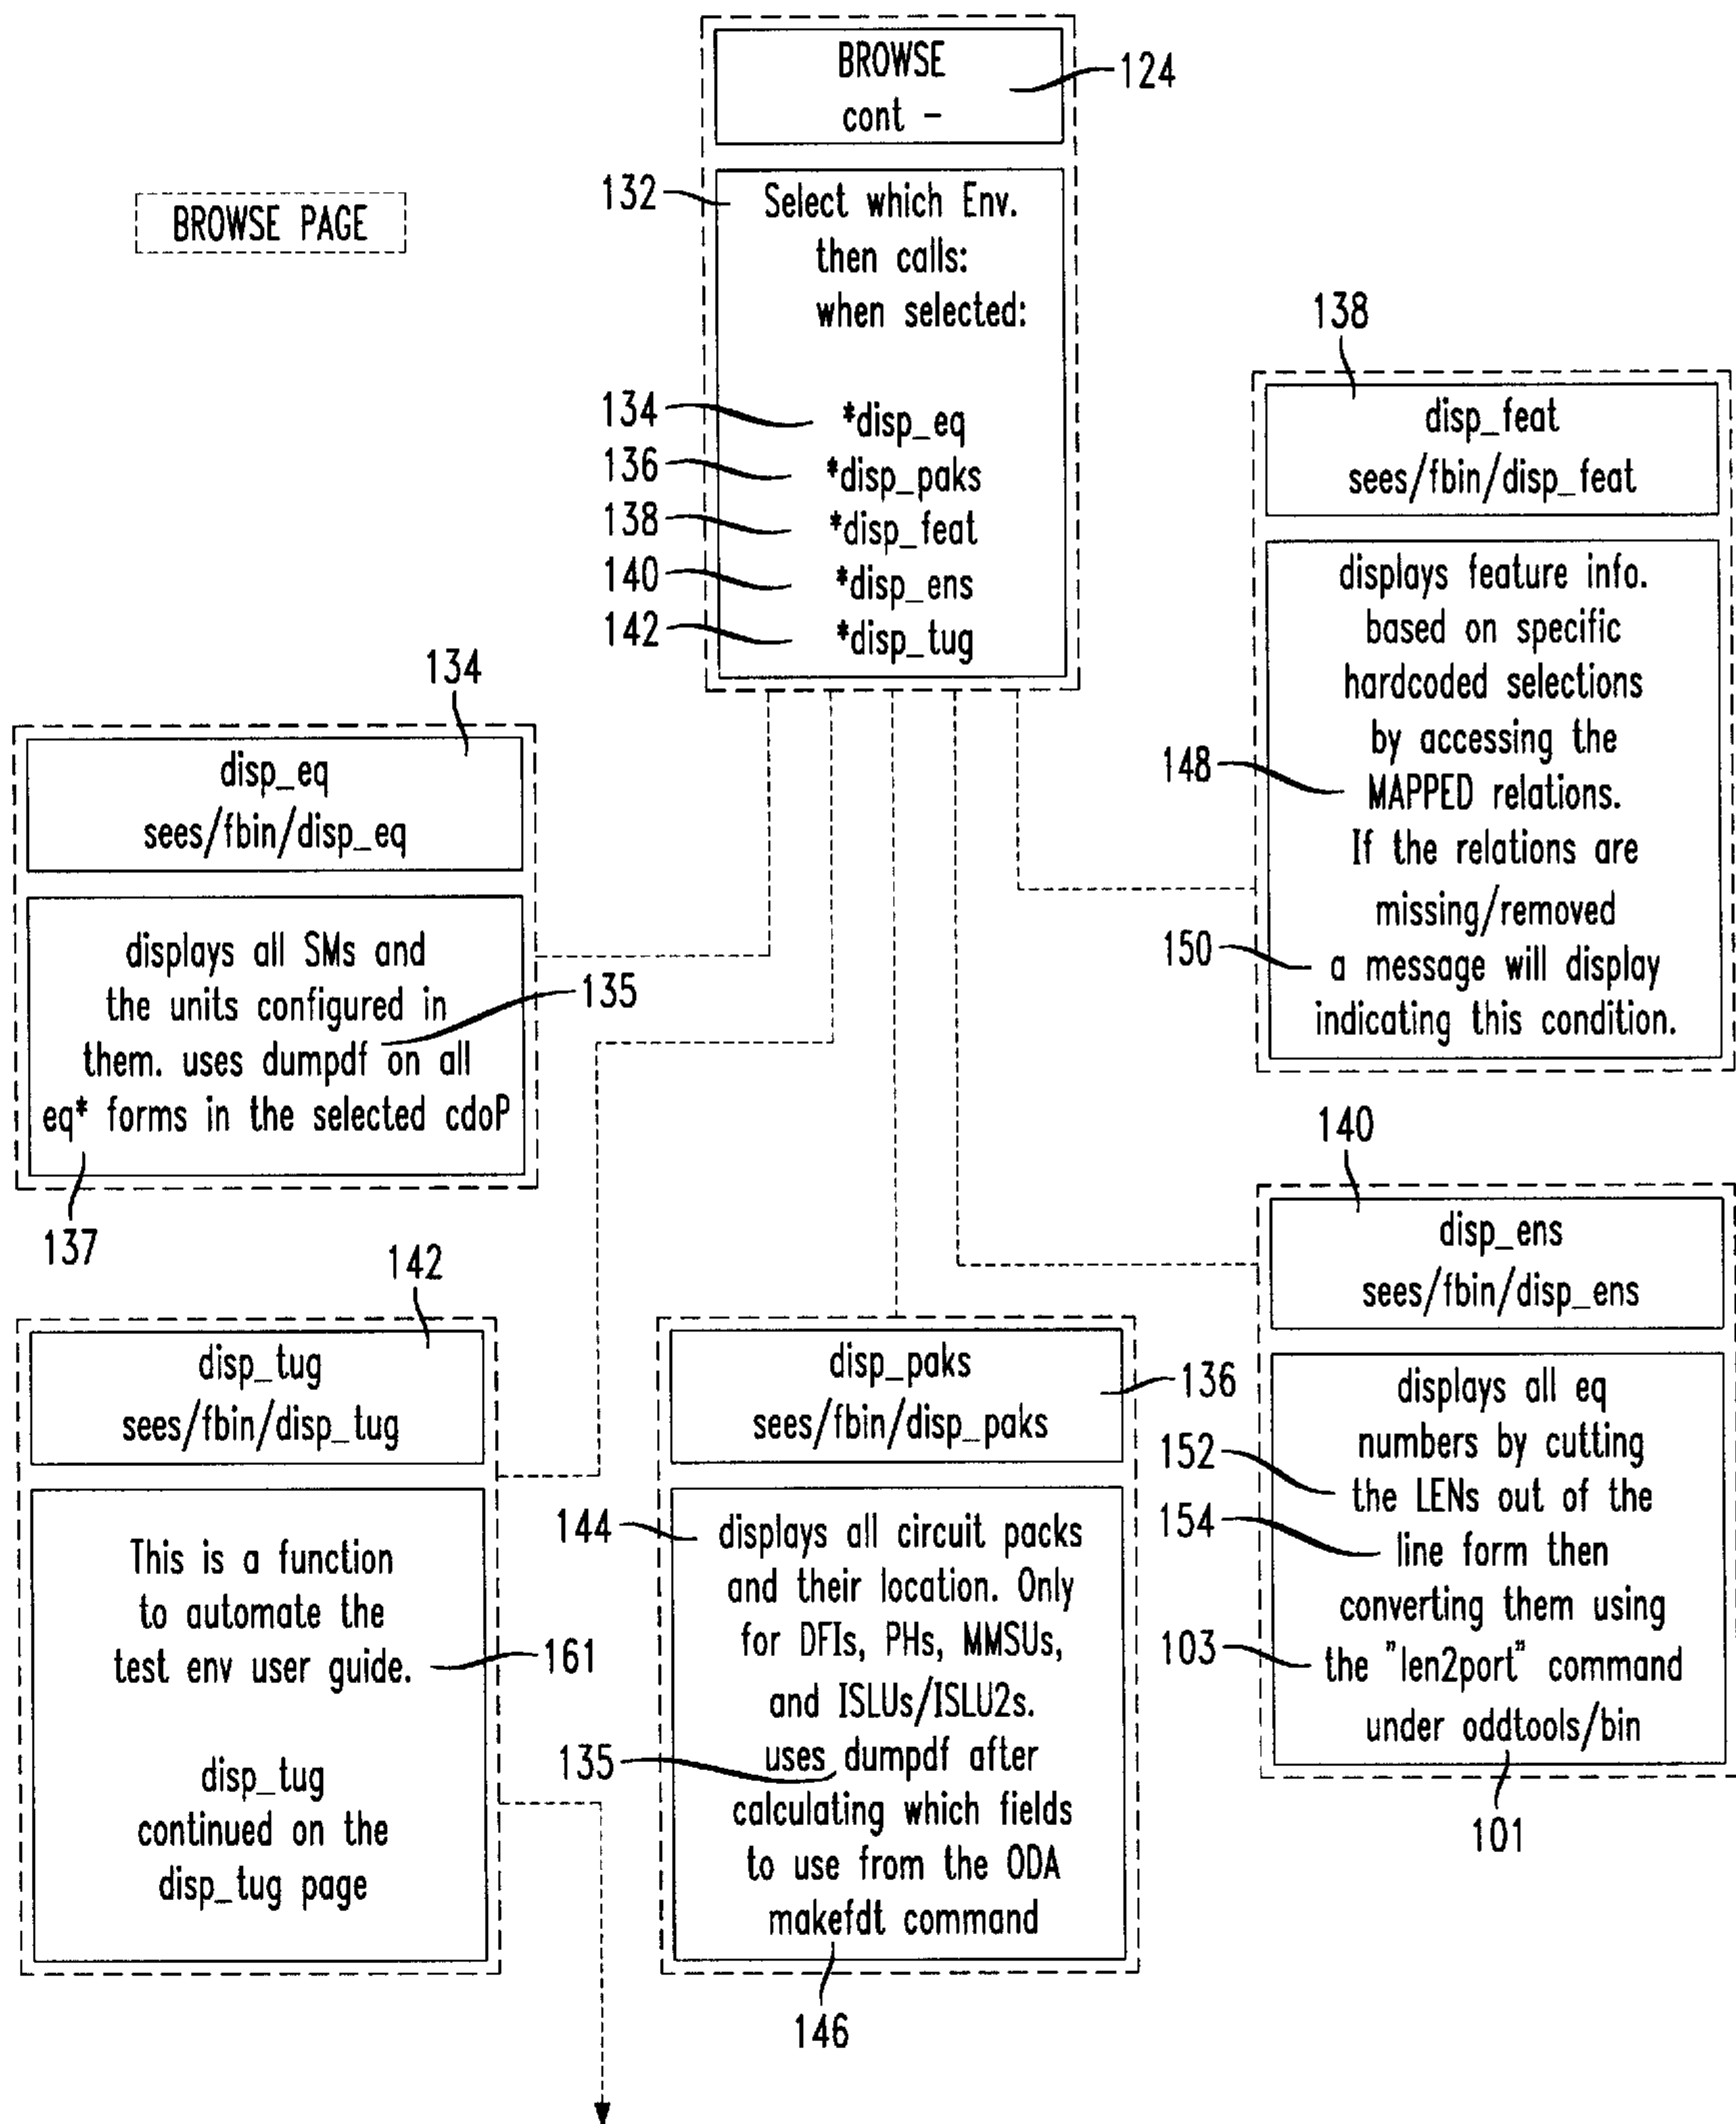 BROWSE
cont -
124
BROWSE PAGE
132
Select which Env.
then calls:
when selected:
134
*disp_eq
136
*disp_paks
138
*disp_feat
140
*disp_ens
142
*disp_tug
138
disp_feat
sees/fbin/disp_feat
displays feature info.
based on specific
hardcoded selections
by accessing the
148
MAPPED relations.
If the relations are
missing/removed
150
a message will display
indicating this condition.
134
disp_eq
sees/fbin/disp_eq
displays all SMs and
the units configured in
135
them. uses dumpdf on all
eq* forms in the selected cdoP
137
140
disp_ens
sees/fbin/disp_ens
displays all eq
numbers by cutting
152
the LENs out of the
154
line form then
converting them using
103
the "len2port" command
under oddtools/bin
101
142
disp_tug
sees/fbin/disp_tug
This is a function
to automate the
test env user guide.
161
disp_tug
continued on the
disp_tug page
disp_paks
136
sees/fbin/disp_paks
144
displays all circuit packs
and their location. Only
for DFIs, PHs, MMSUs,
and ISLUs/ISLU2s.
135
uses dumpdf after
calculating which fields
to use from the ODA
makefdt command
146